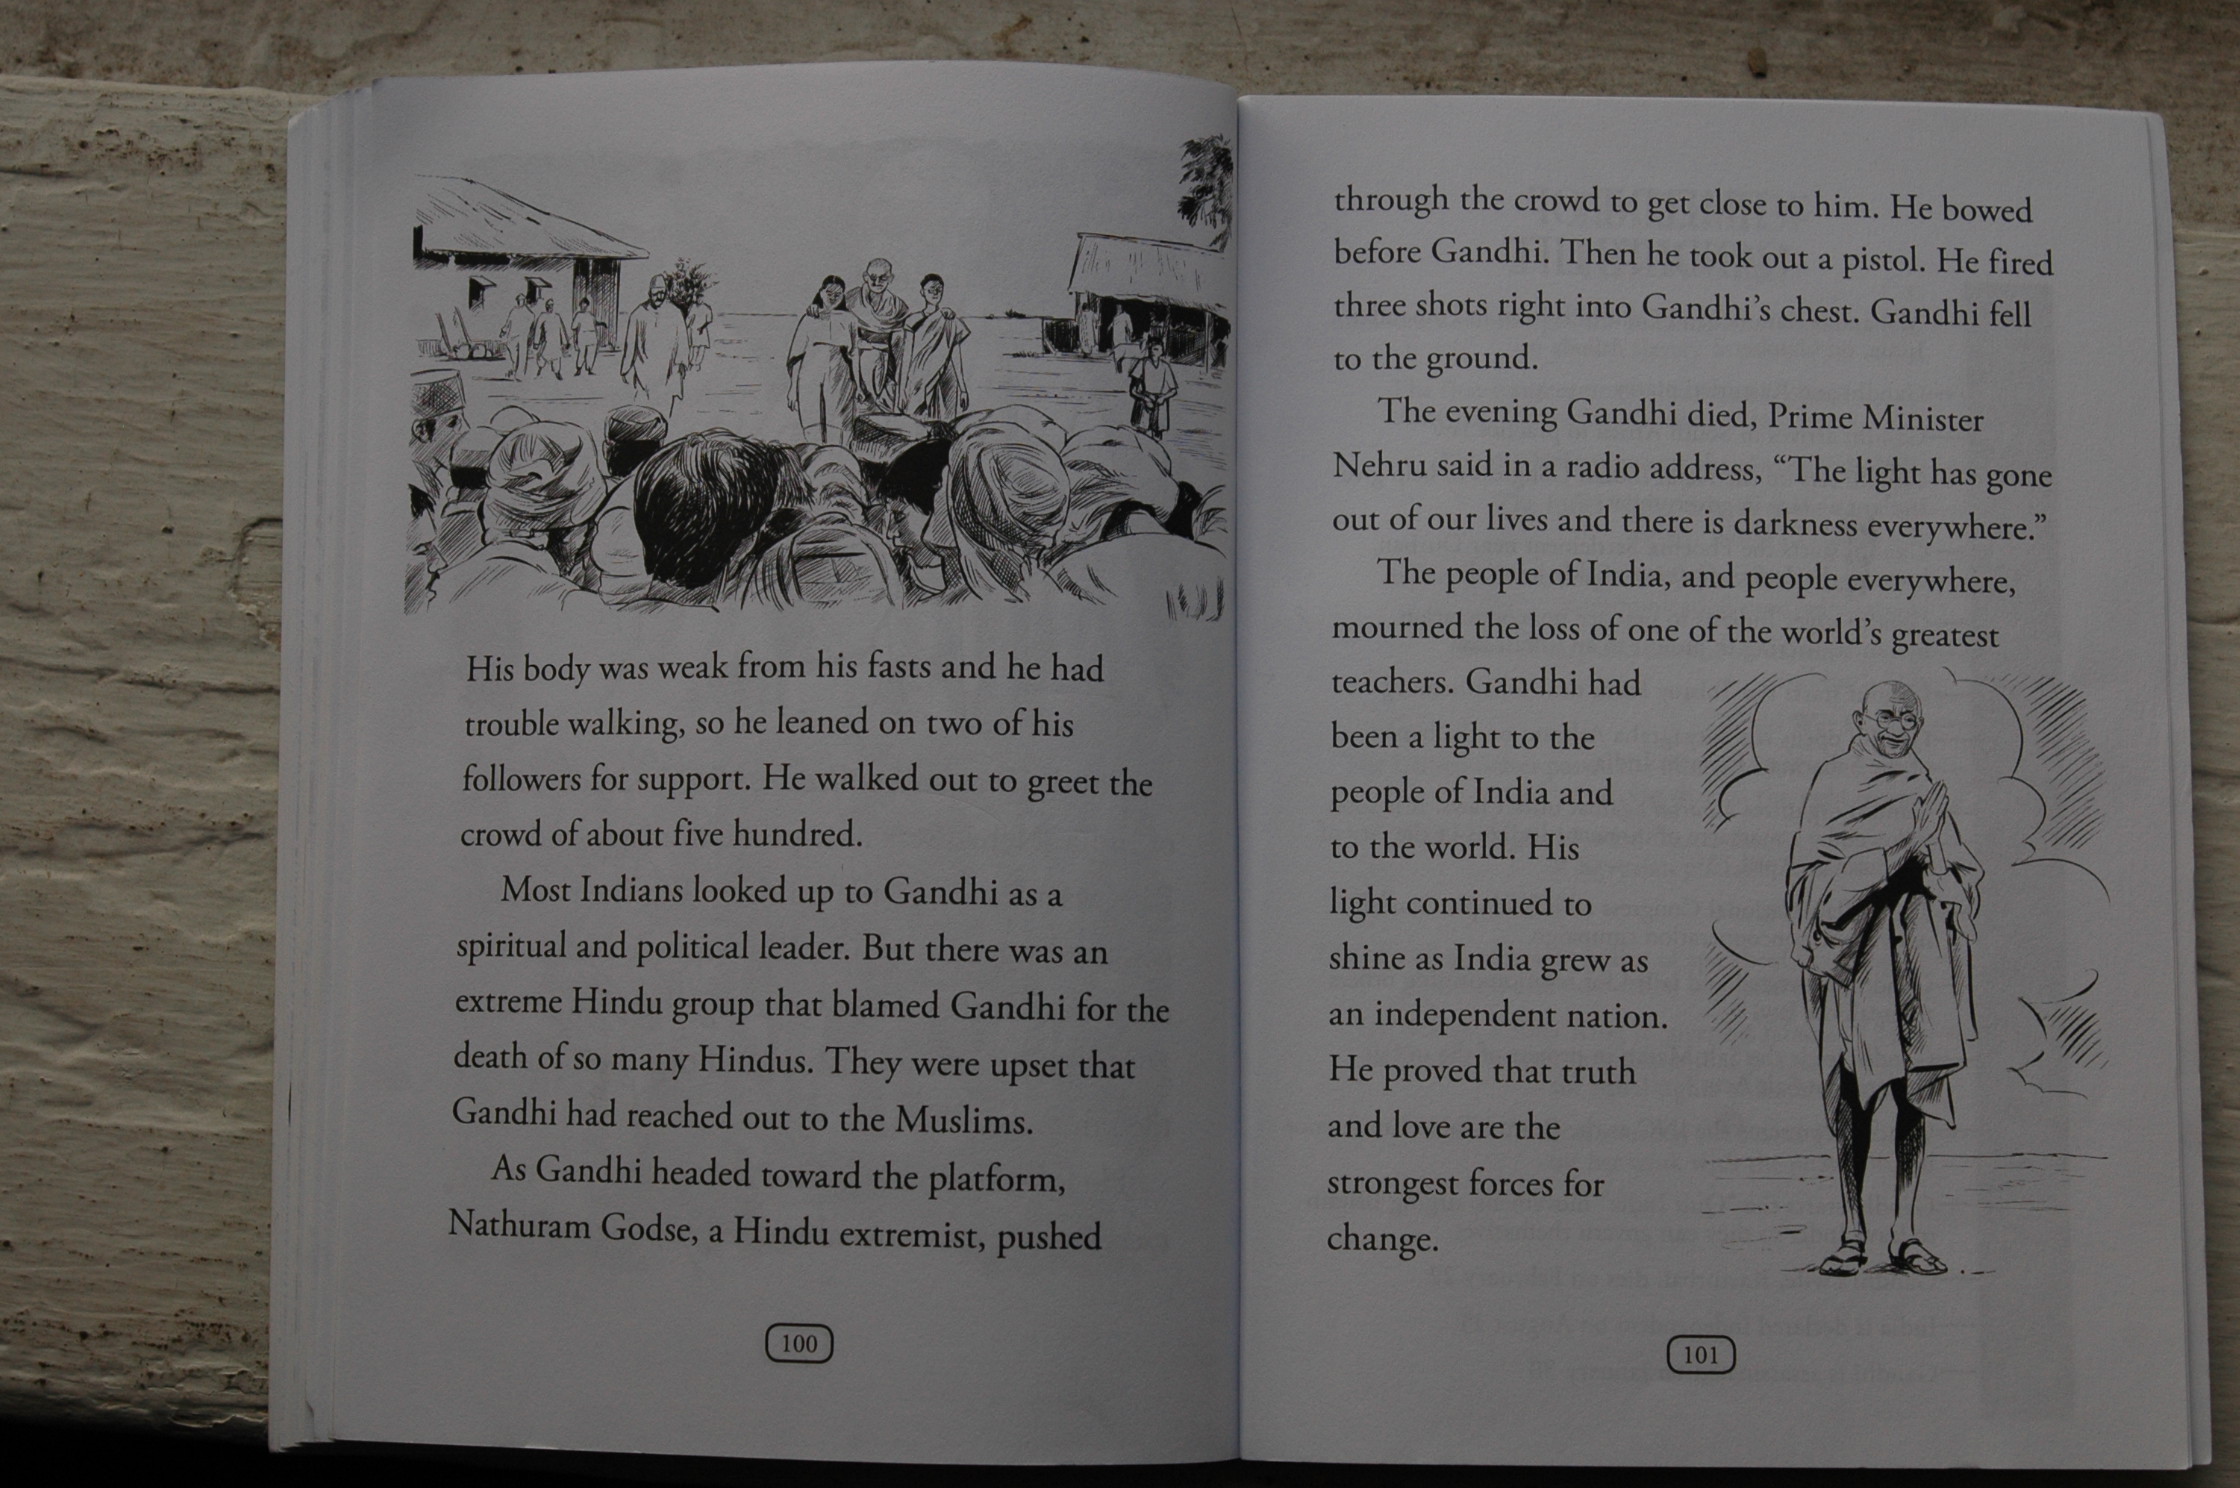 His body was weak from his fasts and he had
trouble walking, so he leaned on two of his
followers for support. He walked out to greet the
crowd of about five hundred.
Most Indians looked up to Gandhi as a
spiritual and political leader. But there was an
extreme Hindu group that blamed Gandhi for the
death of so many Hindus. They were upset that
Gandhi had reached out to the Muslims.
As Gandhi headed toward the platform,
Nathuram Godse, a Hindu extremist, pushed
100
through the crowd to get close to him. He bowed
before Gandhi. Then he took out a pistol. He fired
three shots right into Gandhi’s chest. Gandhi fell
to the ground.
The evening Gandhi died, Prime Minister
Nehru said in a radio address, “The light has gone
out of our lives and there is darkness everywhere.”
The people of India, and people everywhere,
mourned the loss of one of the world’s greatest
teachers. Gandhi had
been a light to the
people of India and
to the world. His
light continued to
shine as India grew as
an independent nation.
He proved that truth
and love are the
strongest forces for
change.
101